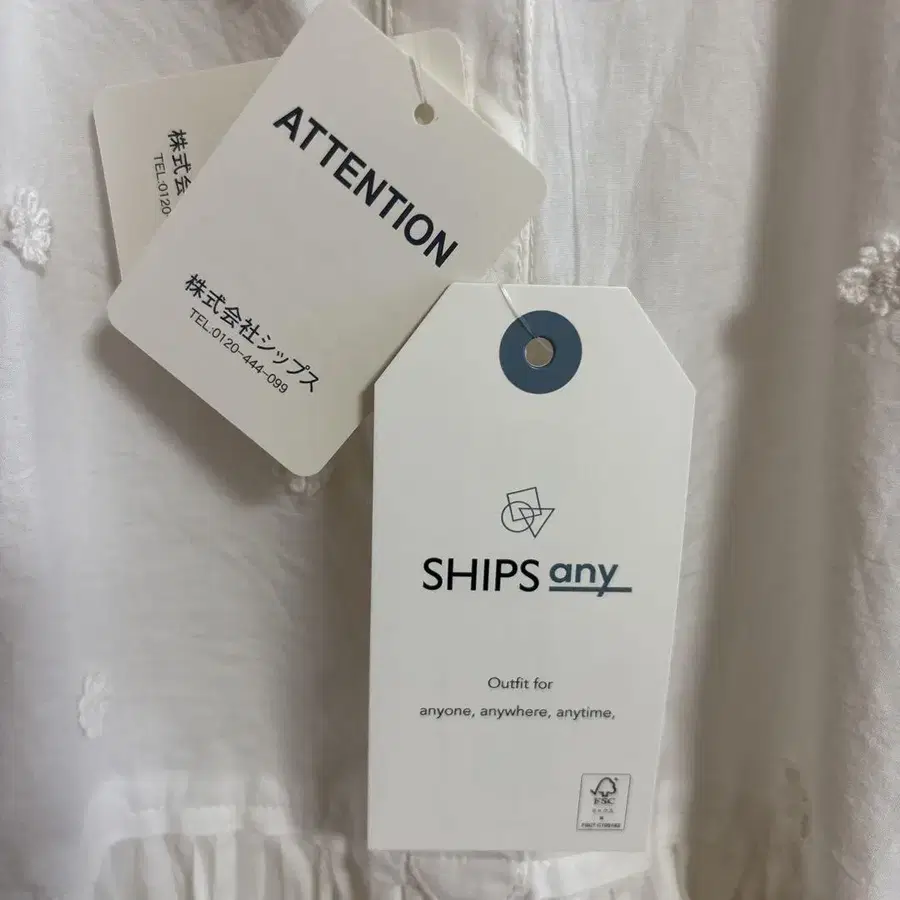 株式会
TEL:0120-
ATTENTION
株式会社シップス
TEL:0120-444-099
SHIPS any
Outfit for
anyone, anywhere, anytime,
FSC